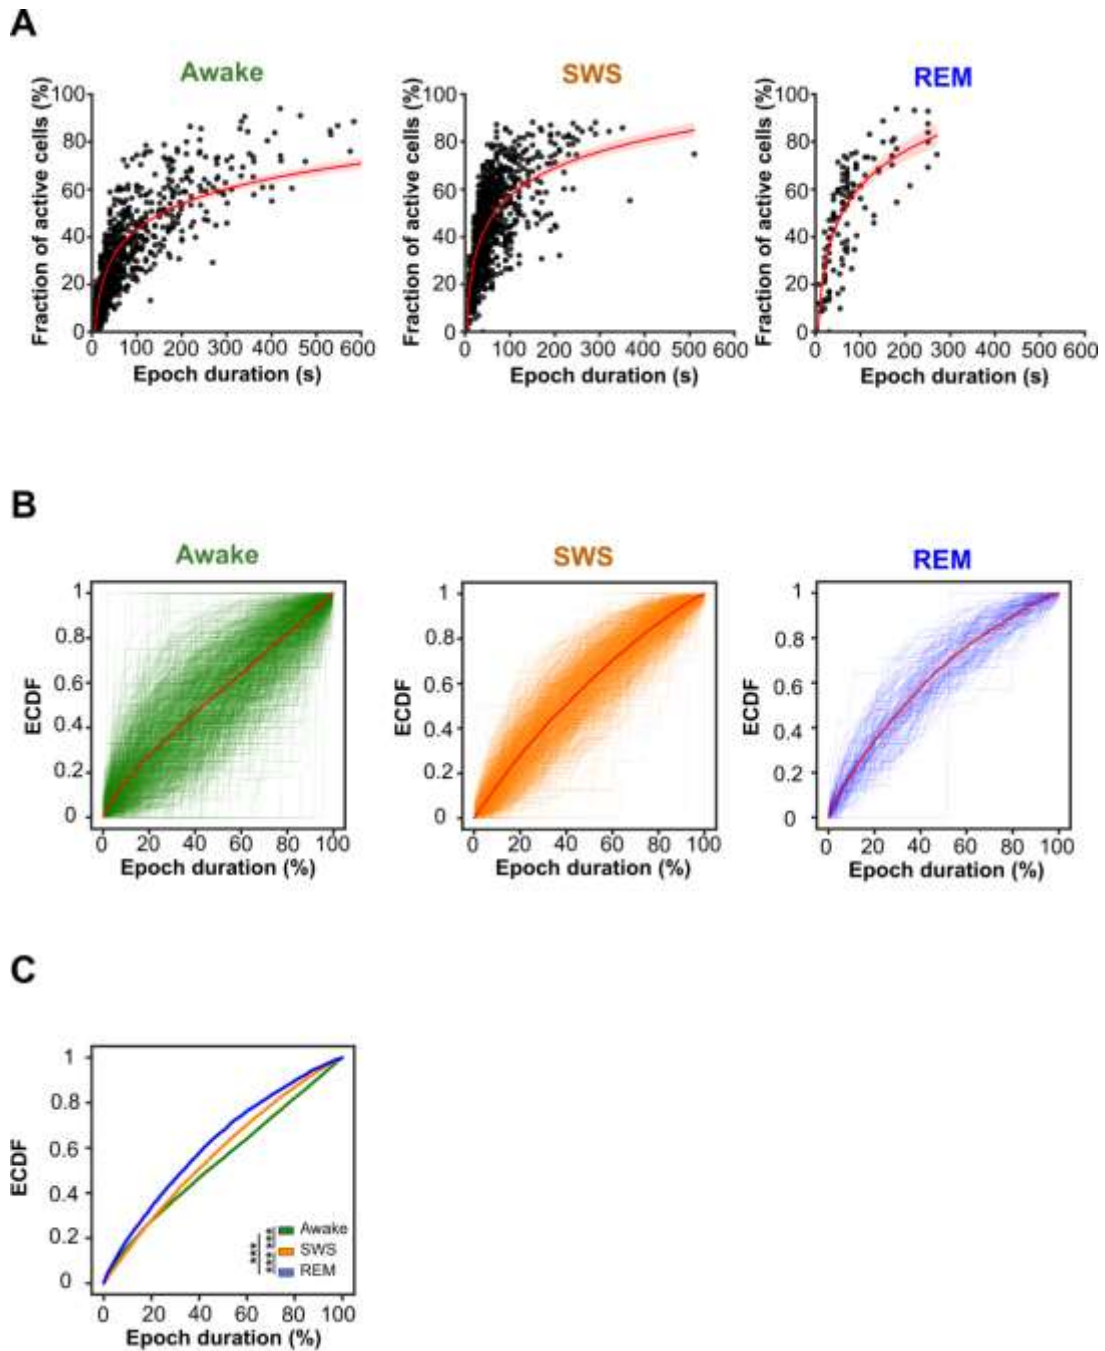 A
Awake
SWS
REM
Fraction of active cells (%)
100
80
60
40
20
0
0 100 200 300 400 500 600
Epoch duration (s)
Fraction of active cells (%)
100
80
60
40
20
0
0 100 200 300 400 500 600
Epoch duration (s)
Fraction of active cells (%)
100
80
60
40
20
0
0 100 200 300 400 500 600
Epoch duration (s)
B
Awake
SWS
REM
ECDF
1
0.8
0.6
0.4
0.2
0
0 20 40 60 80 100
Epoch duration (%)
ECDF
1
0.8
0.6
0.4
0.2
0
0 20 40 60 80 100
Epoch duration (%)
ECDF
1
0.8
0.6
0.4
0.2
0
0 20 40 60 80 100
Epoch duration (%)
C
ECDF
1
0.8
0.6
0.4
0.2
0
*** *** ***
Awake
SWS
REM
0 20 40 60 80 100
Epoch duration (%)